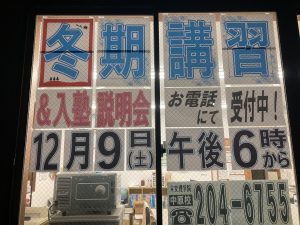 冬期講習
&入塾説明会 お電話にて受付中!
12月9日(土)午後6時から
中原校
☎204-6755